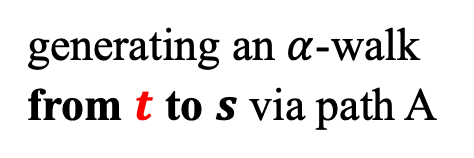 generating an α-walk
from t to s via path A